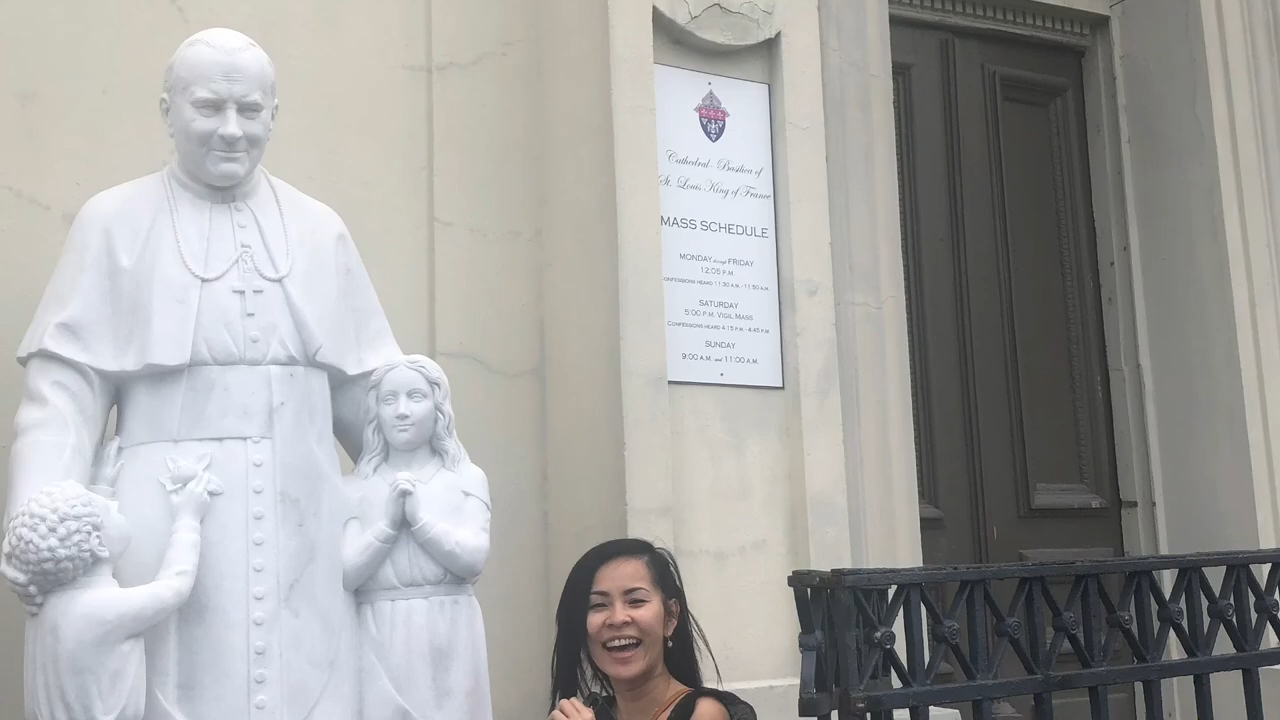 Cathedral-Basilica of
St. Louis King of France
MASS SCHEDULE
MONDAY through FRIDAY
12:05 P.M.
CONFESSIONS HEARD 11:30 A.M. - 11:50 A.M.
SATURDAY
5:00 P.M. VIGIL MASS
CONFESSIONS HEARD 4:15 P.M. - 4:45 P.M.
SUNDAY
9:00 A.M. and 11:00 A.M.